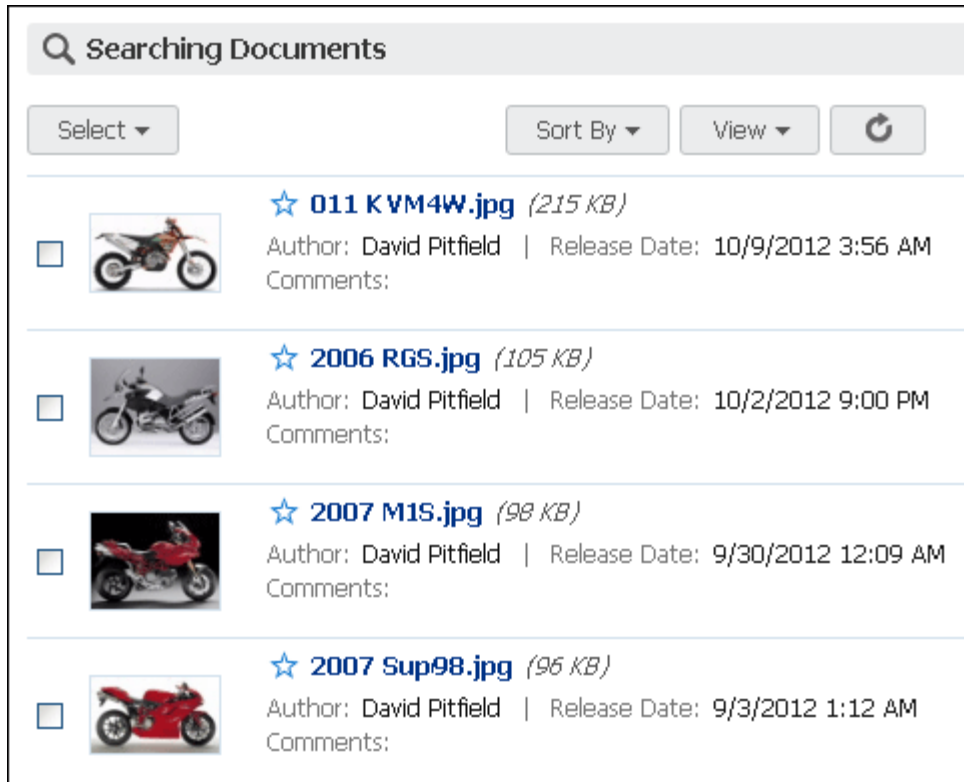 Searching Documents
Select
Sort By
View
011 KVM4W.jpg (215 KB)
Author: David Pitfield | Release Date: 10/9/2012 3:56 AM
Comments:
2006 RGS.jpg (105 KB)
Author: David Pitfield | Release Date: 10/2/2012 9:00 PM
Comments:
2007 M1S.jpg (98 KB)
Author: David Pitfield | Release Date: 9/30/2012 12:09 AM
Comments:
2007 Sup98.jpg (96 KB)
Author: David Pitfield | Release Date: 9/3/2012 1:12 AM
Comments: